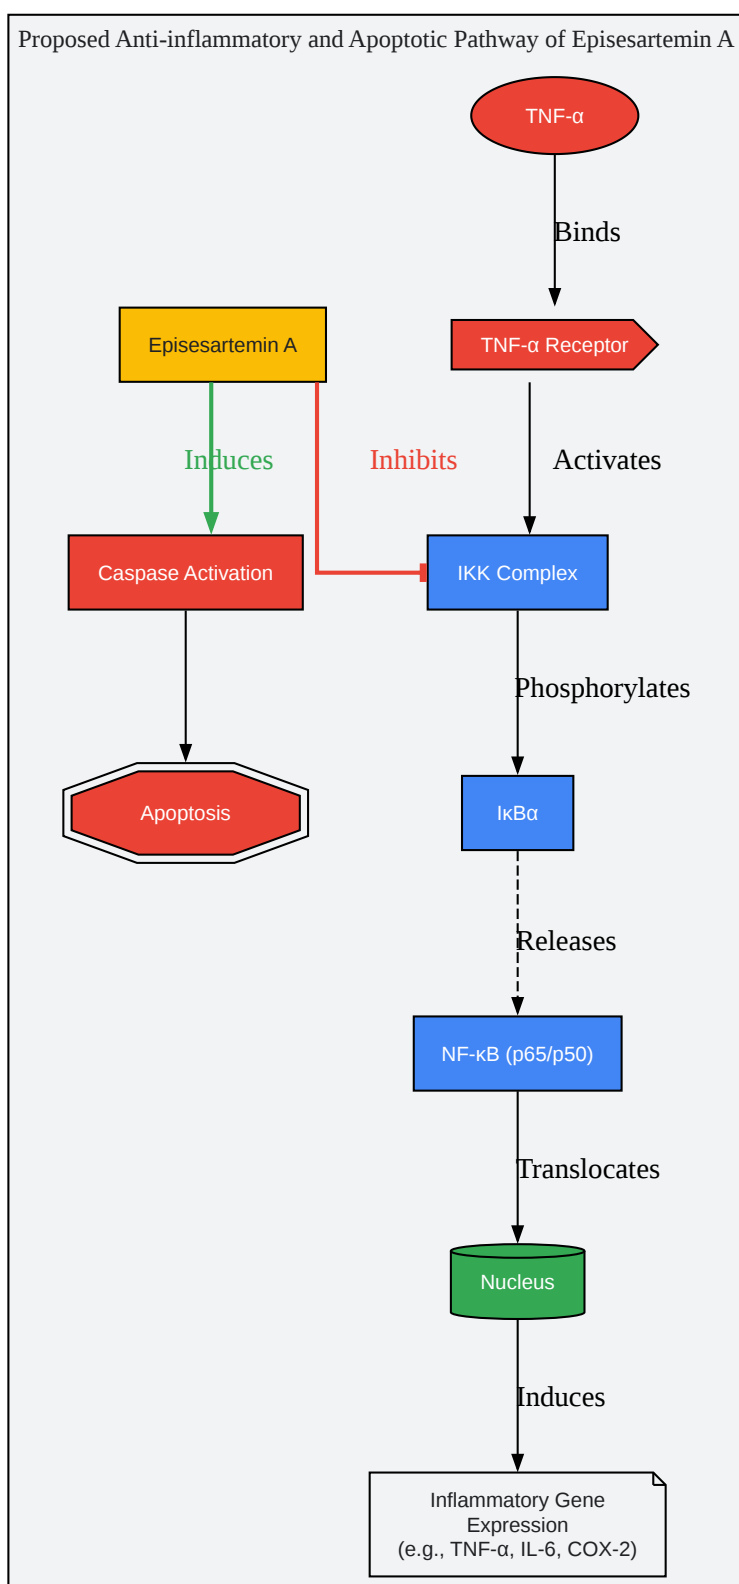 Proposed Anti-inflammatory and Apoptotic Pathway of Episesartemin A
TNF-α
Binds
Episesartemin A
TNF-α Receptor
Induces
Inhibits
Activates
Caspase Activation
IKK Complex
Phosphorylates
Apoptosis
IκBα
Releases
NF-κB (p65/p50)
Translocates
Nucleus
Induces
Inflammatory Gene
Expression
(e.g., TNF-α, IL-6, COX-2)